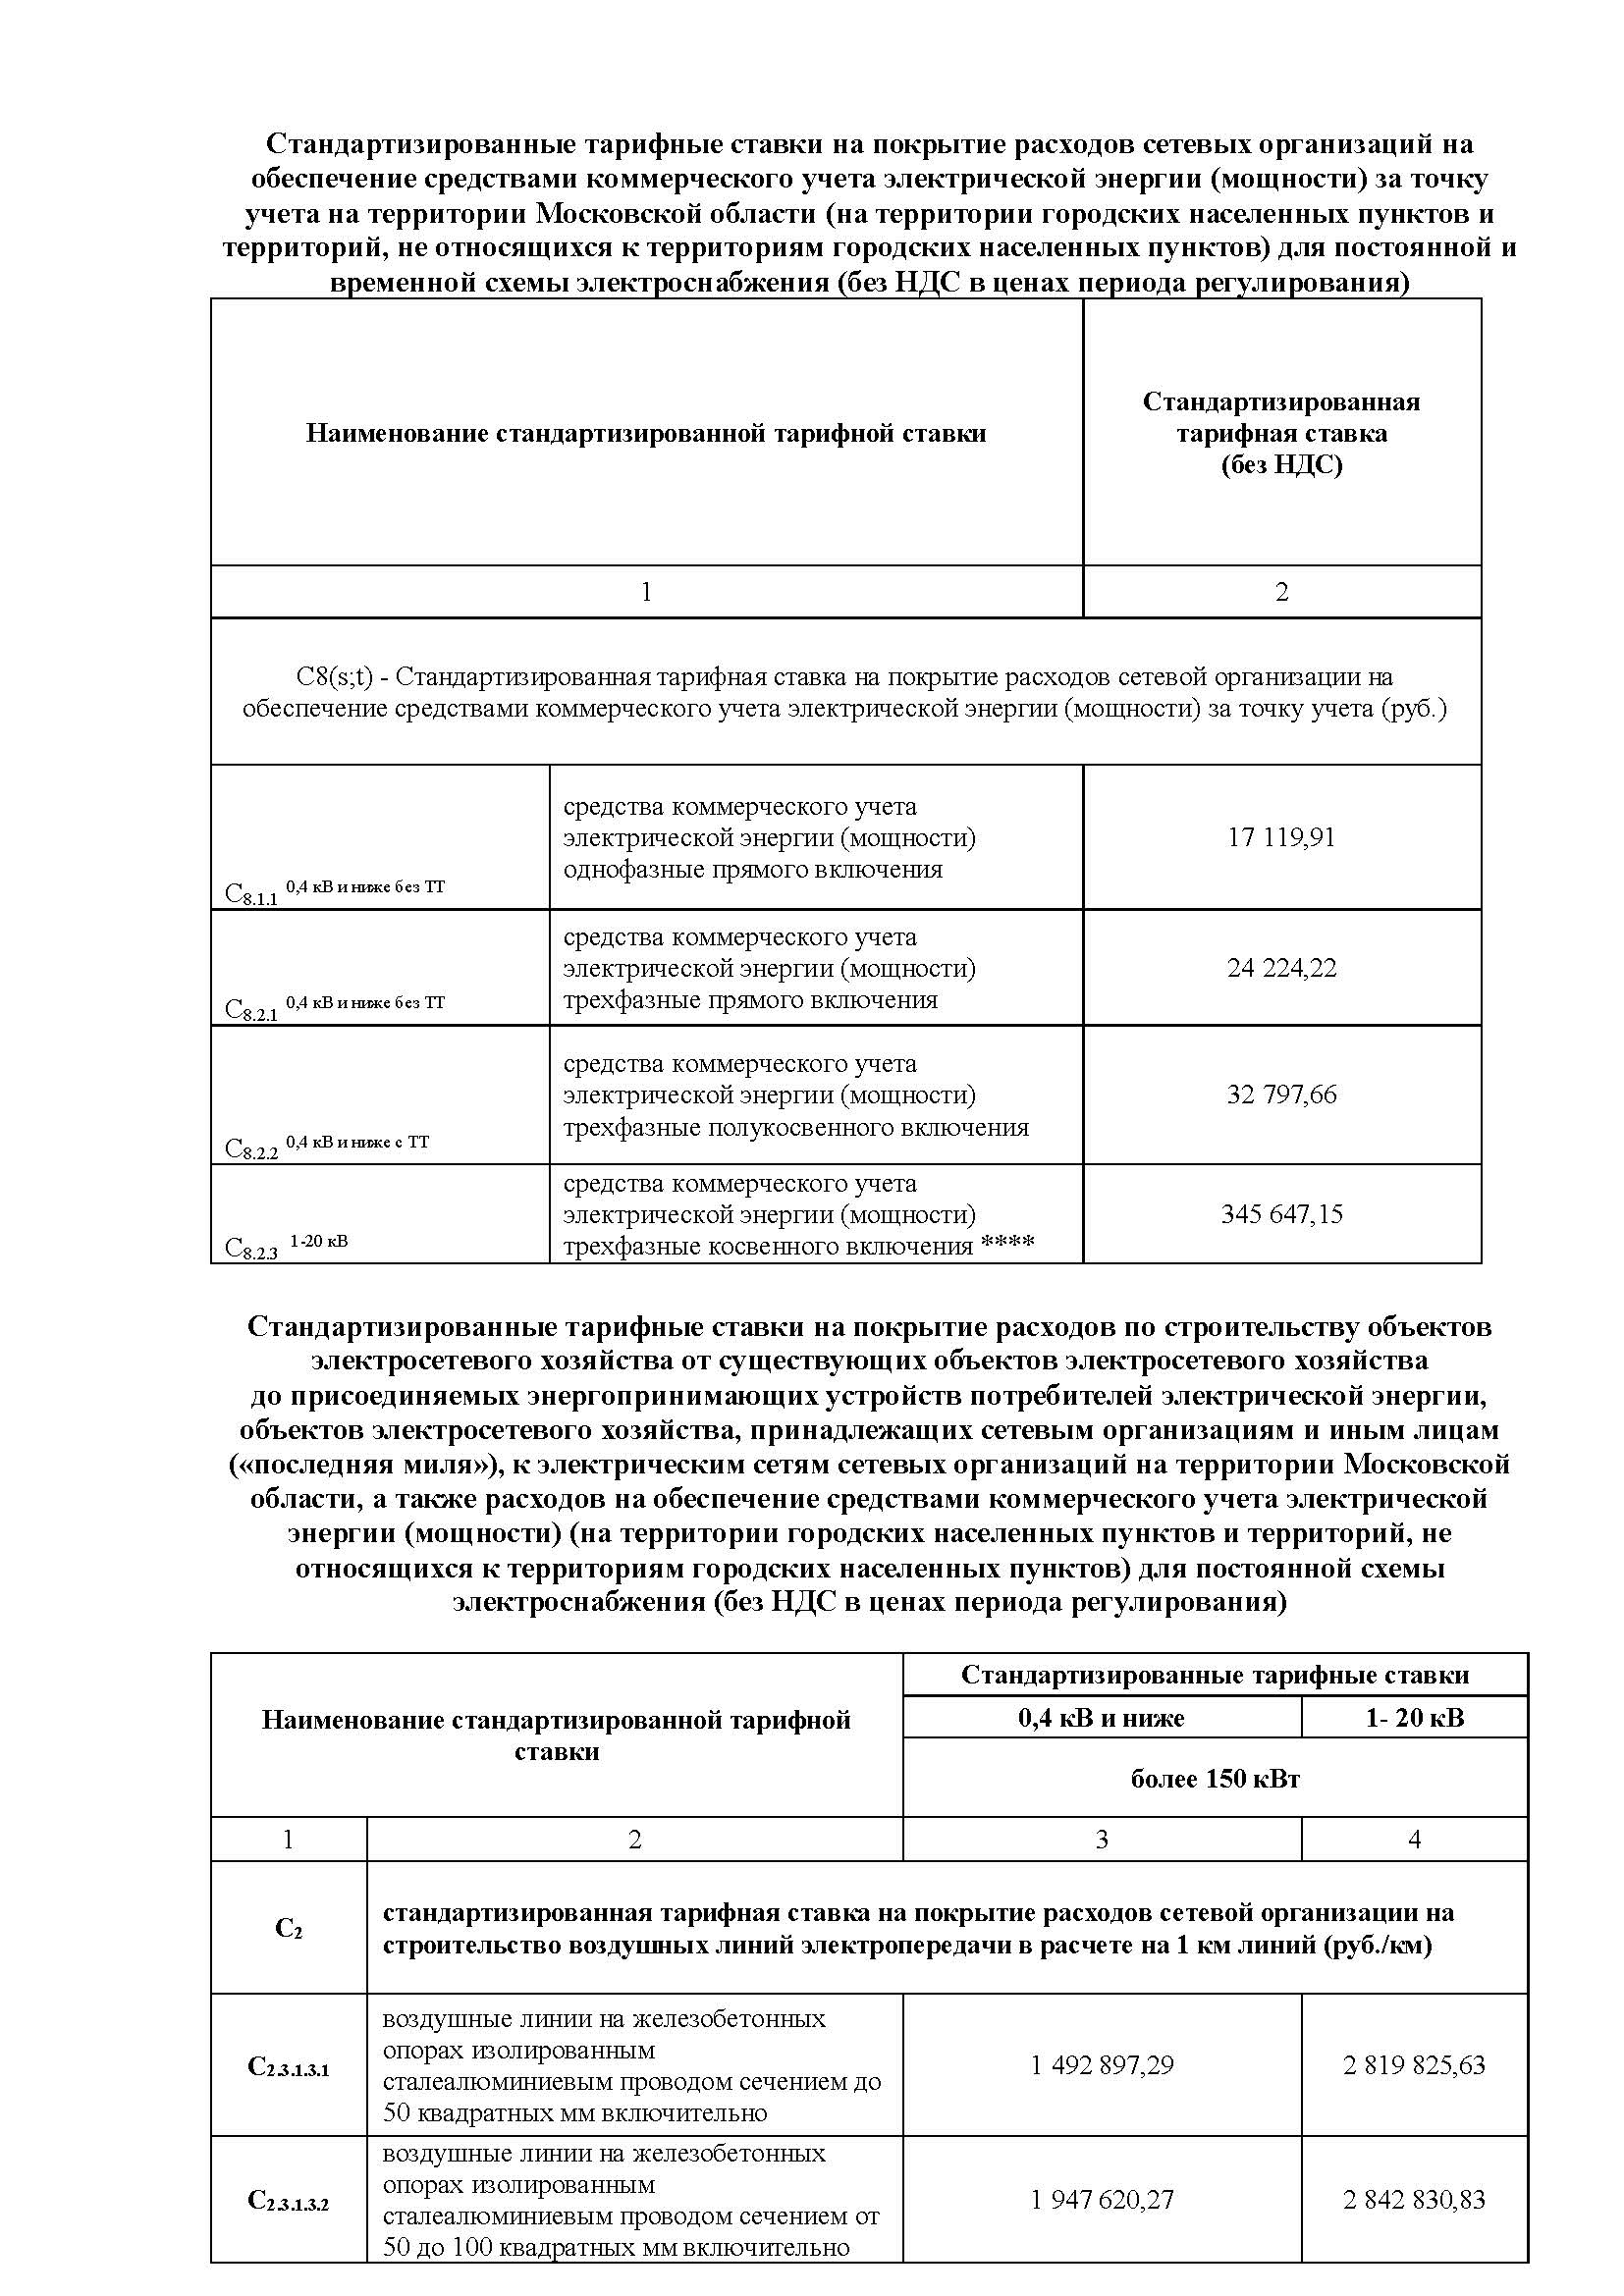 Стандартизированные тарифные ставки на покрытие расходов сетевых организаций на
обеспечение средствами коммерческого учета электрической энергии (мощности) за точку
учета на территории Московской области (на территории городских населенных пунктов и
территорий, не относящихся к территориям городских населенных пунктов) для постоянной и
временной схемы электроснабжения (без НДС в ценах периода регулирования)
Наименование стандартизированной тарифной ставки
Стандартизированная
тарифная ставка
(без НДС)
1
2
С8(s;t) - Стандартизированная тарифная ставка на покрытие расходов сетевой организации на
обеспечение средствами коммерческого учета электрической энергии (мощности) за точку учета (руб.)
С8.1.1 0,4 кВ и ниже без ТТ
средства коммерческого учета
электрической энергии (мощности)
однофазные прямого включения
17 119,91
С8.2.1 0,4 кВ и ниже без ТТ
средства коммерческого учета
электрической энергии (мощности)
трехфазные прямого включения
24 224,22
С8.2.2 0,4 кВ и ниже с ТТ
средства коммерческого учета
электрической энергии (мощности)
трехфазные полукосвенного включения
32 797,66
С8.2.3 1-20 кВ
средства коммерческого учета
электрической энергии (мощности)
трехфазные косвенного включения ****
345 647,15
Стандартизированные тарифные ставки на покрытие расходов по строительству объектов
электросетевого хозяйства от существующих объектов электросетевого хозяйства
до присоединяемых энергопринимающих устройств потребителей электрической энергии,
объектов электросетевого хозяйства, принадлежащих сетевым организациям и иным лицам
(«последняя миля»), к электрическим сетям сетевых организаций на территории Московской
области, а также расходов на обеспечение средствами коммерческого учета электрической
энергии (мощности) (на территории городских населенных пунктов и территорий, не
относящихся к территориям городских населенных пунктов) для постоянной схемы
электроснабжения (без НДС в ценах периода регулирования)
Наименование стандартизированной тарифной
ставки
Стандартизированные тарифные ставки
0,4 кВ и ниже
1- 20 кВ
более 150 кВт
1
2
3
4
С2
стандартизированная тарифная ставка на покрытие расходов сетевой организации на
строительство воздушных линий электропередачи в расчете на 1 км линий (руб./км)
С2.3.1.3.1
воздушные линии на железобетонных
опорах изолированным
сталеалюминиевым проводом сечением до
50 квадратных мм включительно
1 492 897,29
2 819 825,63
С2.3.1.3.2
воздушные линии на железобетонных
опорах изолированным
сталеалюминиевым проводом сечением от
50 до 100 квадратных мм включительно
1 947 620,27
2 842 830,83